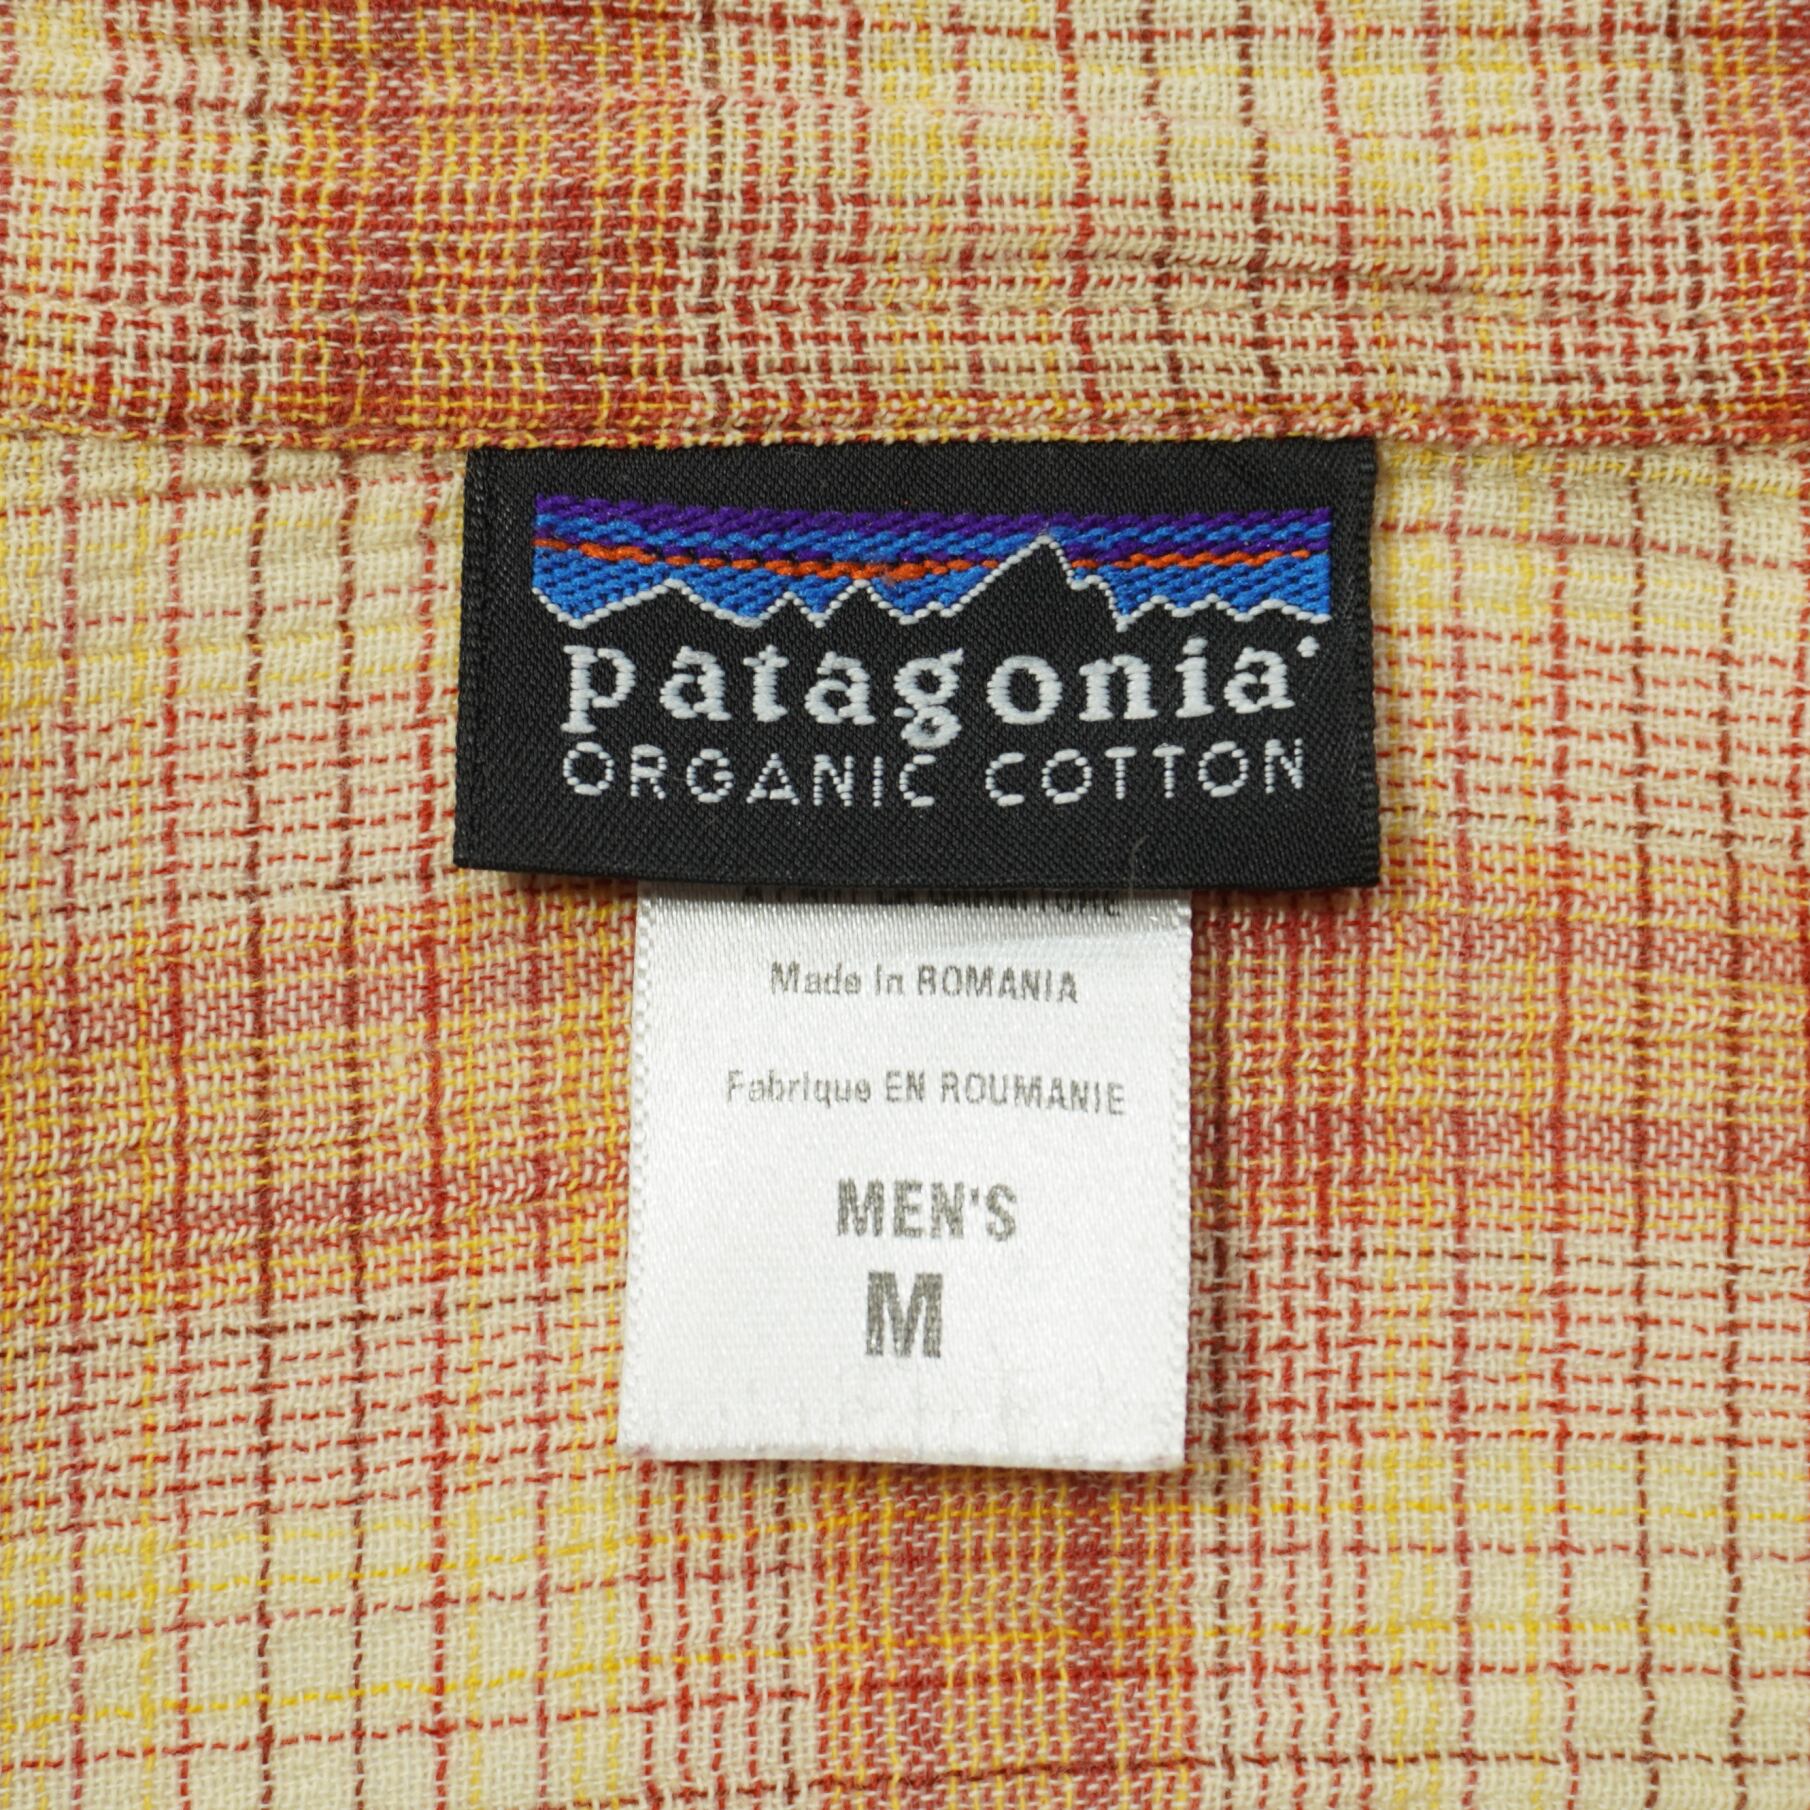 patagonia
ORGANIC COTTON
Made in ROMANIA
Fabrique EN ROUMANIE
MEN'S
M